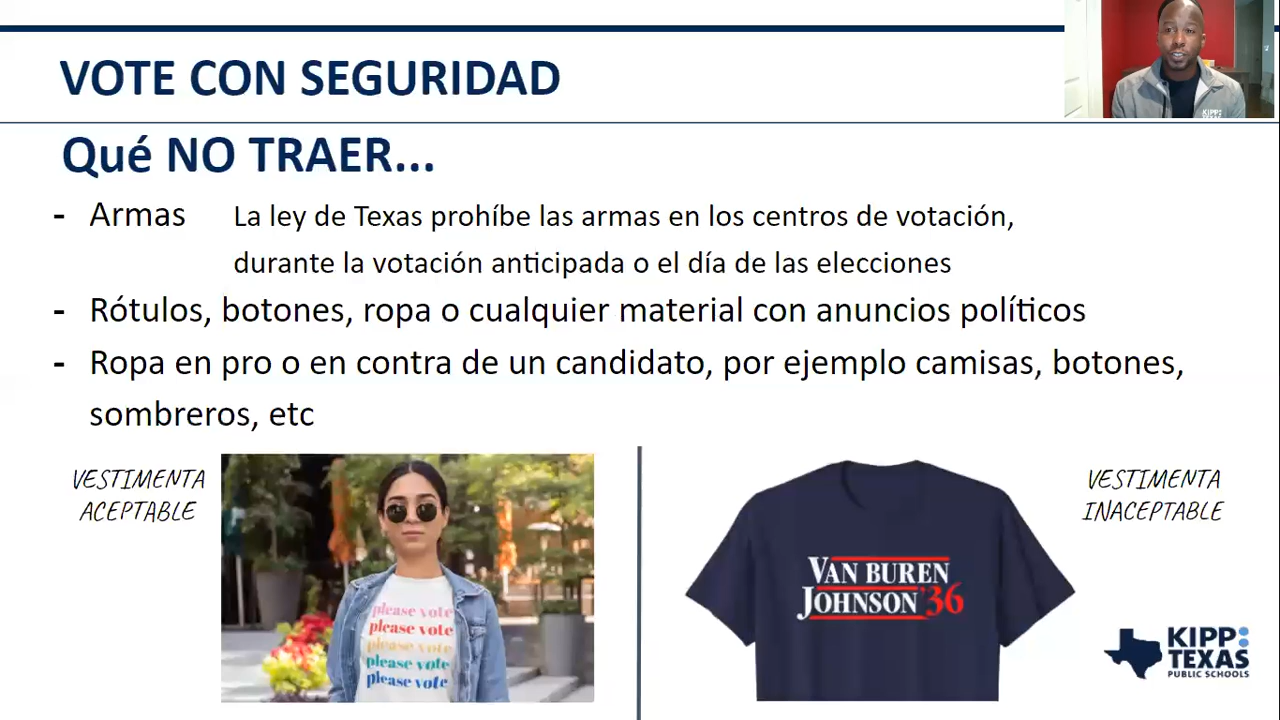 VOTE CON SEGURIDAD
Qué NO TRAER...
- Armas La ley de Texas prohíbe las armas en los centros de votación,
durante la votación anticipada o el día de las elecciones
- Rótulos, botones, ropa o cualquier material con anuncios políticos
- Ropa en pro o en contra de un candidato, por ejemplo camisas, botones,
sombreros, etc
VESTIMENTA
ACEPTABLE
please vote
please vote
please vote
please vote
please vote
VAN BUREN
JOHNSON '36
VESTIMENTA
INACEPTABLE
KIPP:
TEXAS
PUBLIC SCHOOLS